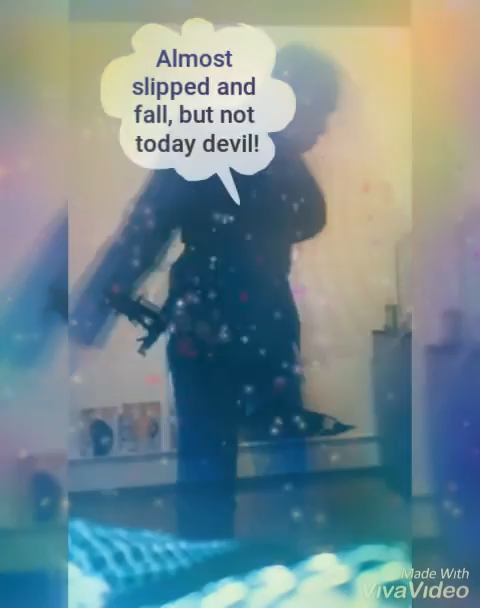 Almost
slipped and
fall, but not
today devil!
Made With
VivaVideo